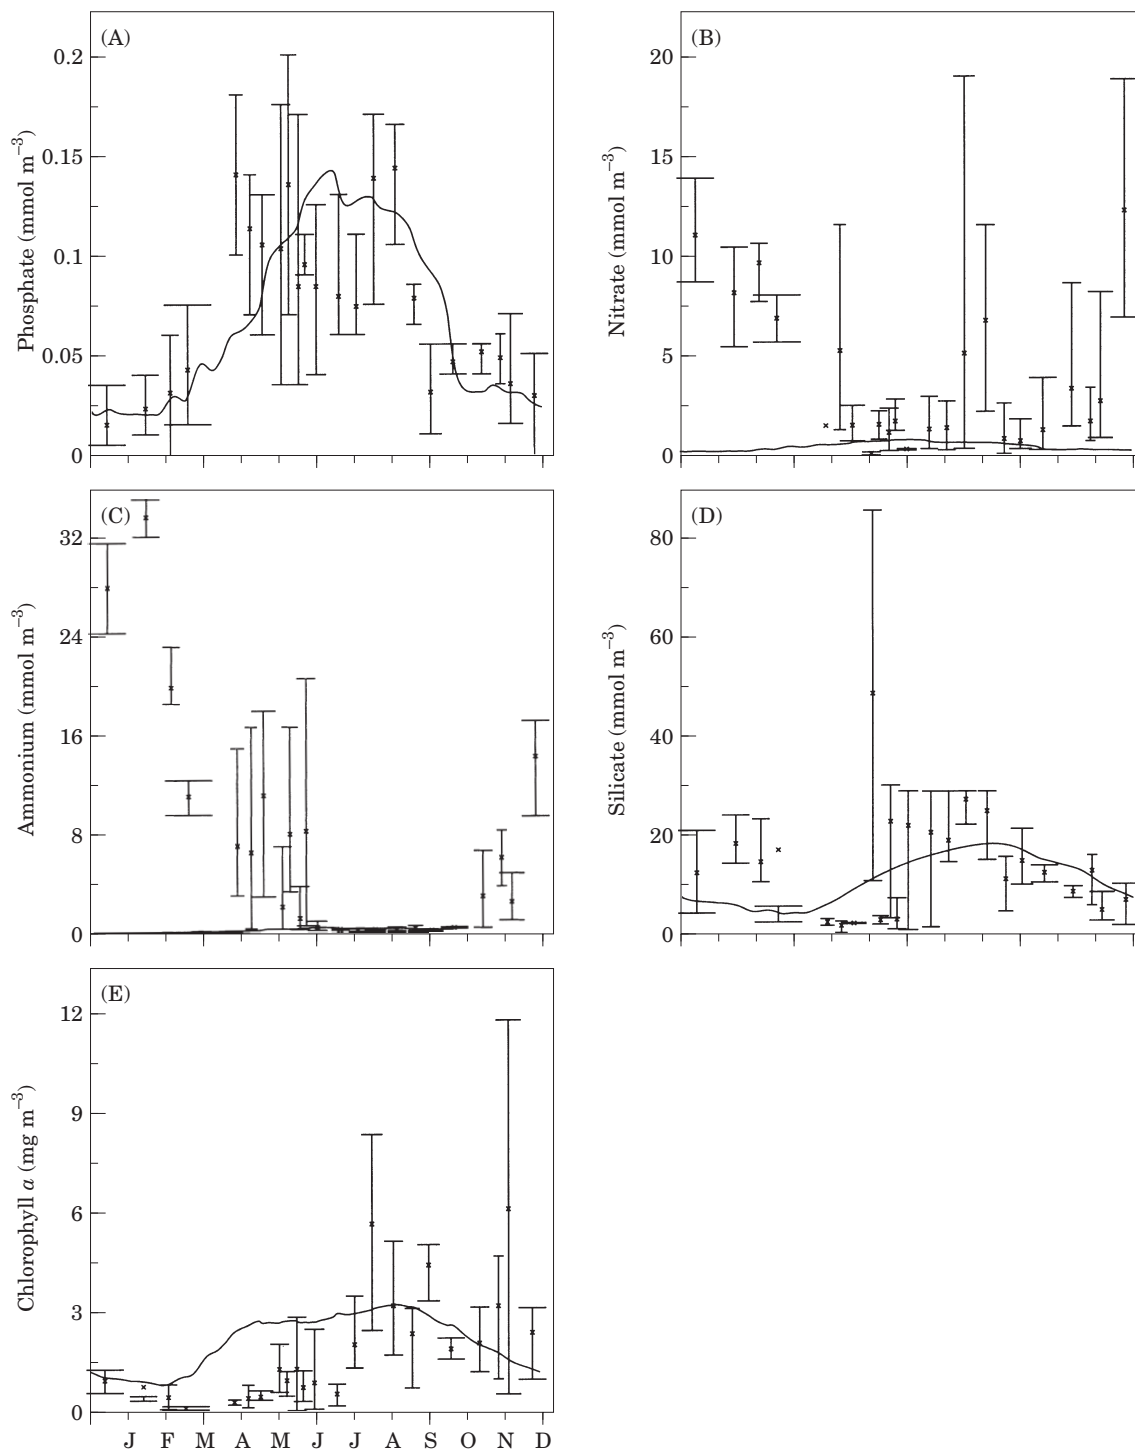 (A)
0.2
0.15
0.1
0.05
0
Phosphate (mmol m⁻³)
(B)
20
15
10
5
0
Nitrate (mmol m⁻³)
(C)
32
24
16
8
0
Ammonium (mmol m⁻³)
(D)
80
60
40
20
0
Silicate (mmol m⁻³)
(E)
12
9
6
3
0
Chlorophyll a (mg m⁻³)
J F M A M J J A S O N D